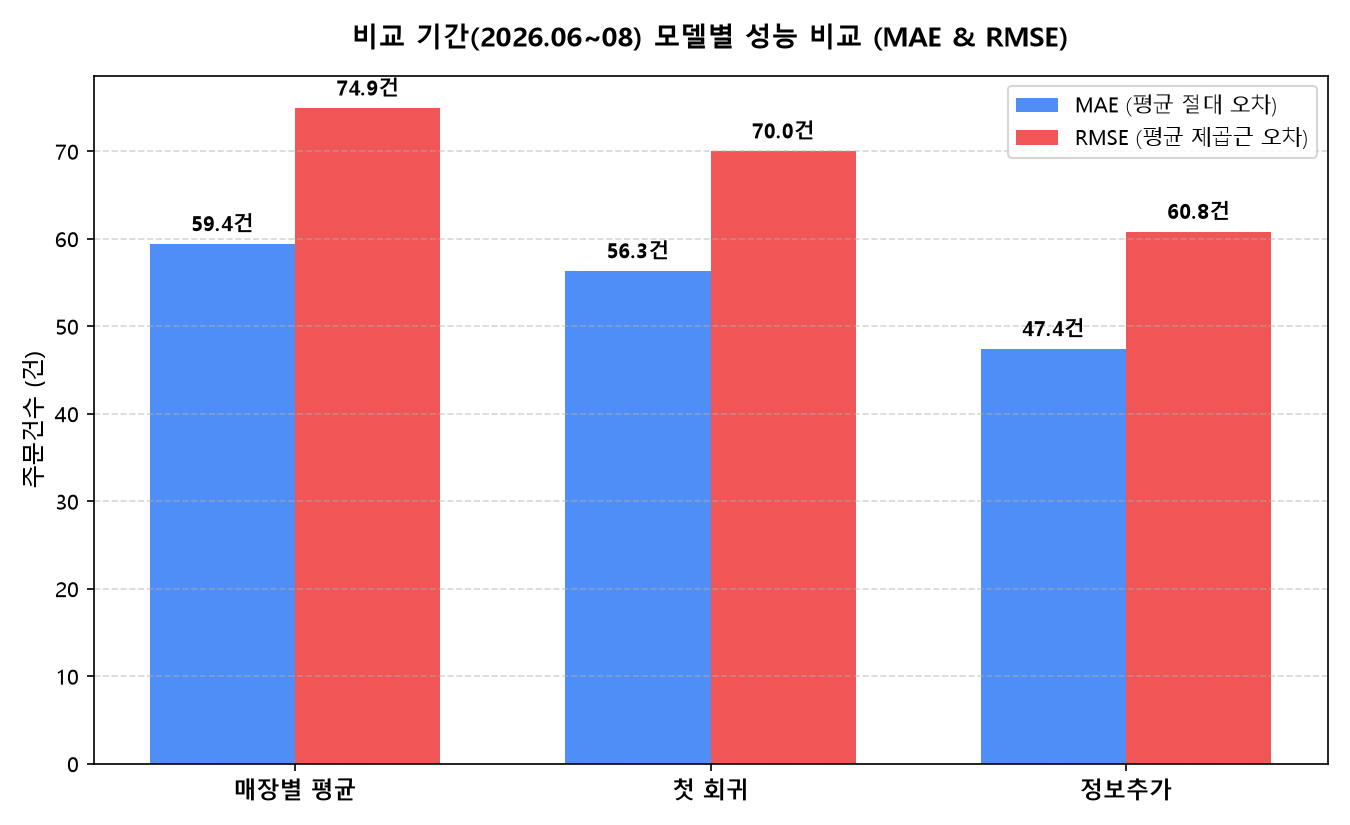 비교 기간(2026.06~08) 모델별 성능 비교 (MAE & RMSE)
MAE (평균 절대 오차)
RMSE (평균 제곱근 오차)
74.9건
70.0건
60.8건
59.4건
56.3건
47.4건
주문건수 (건)
70
60
50
40
30
20
10
0
매장별 평균
첫 회귀
정보추가